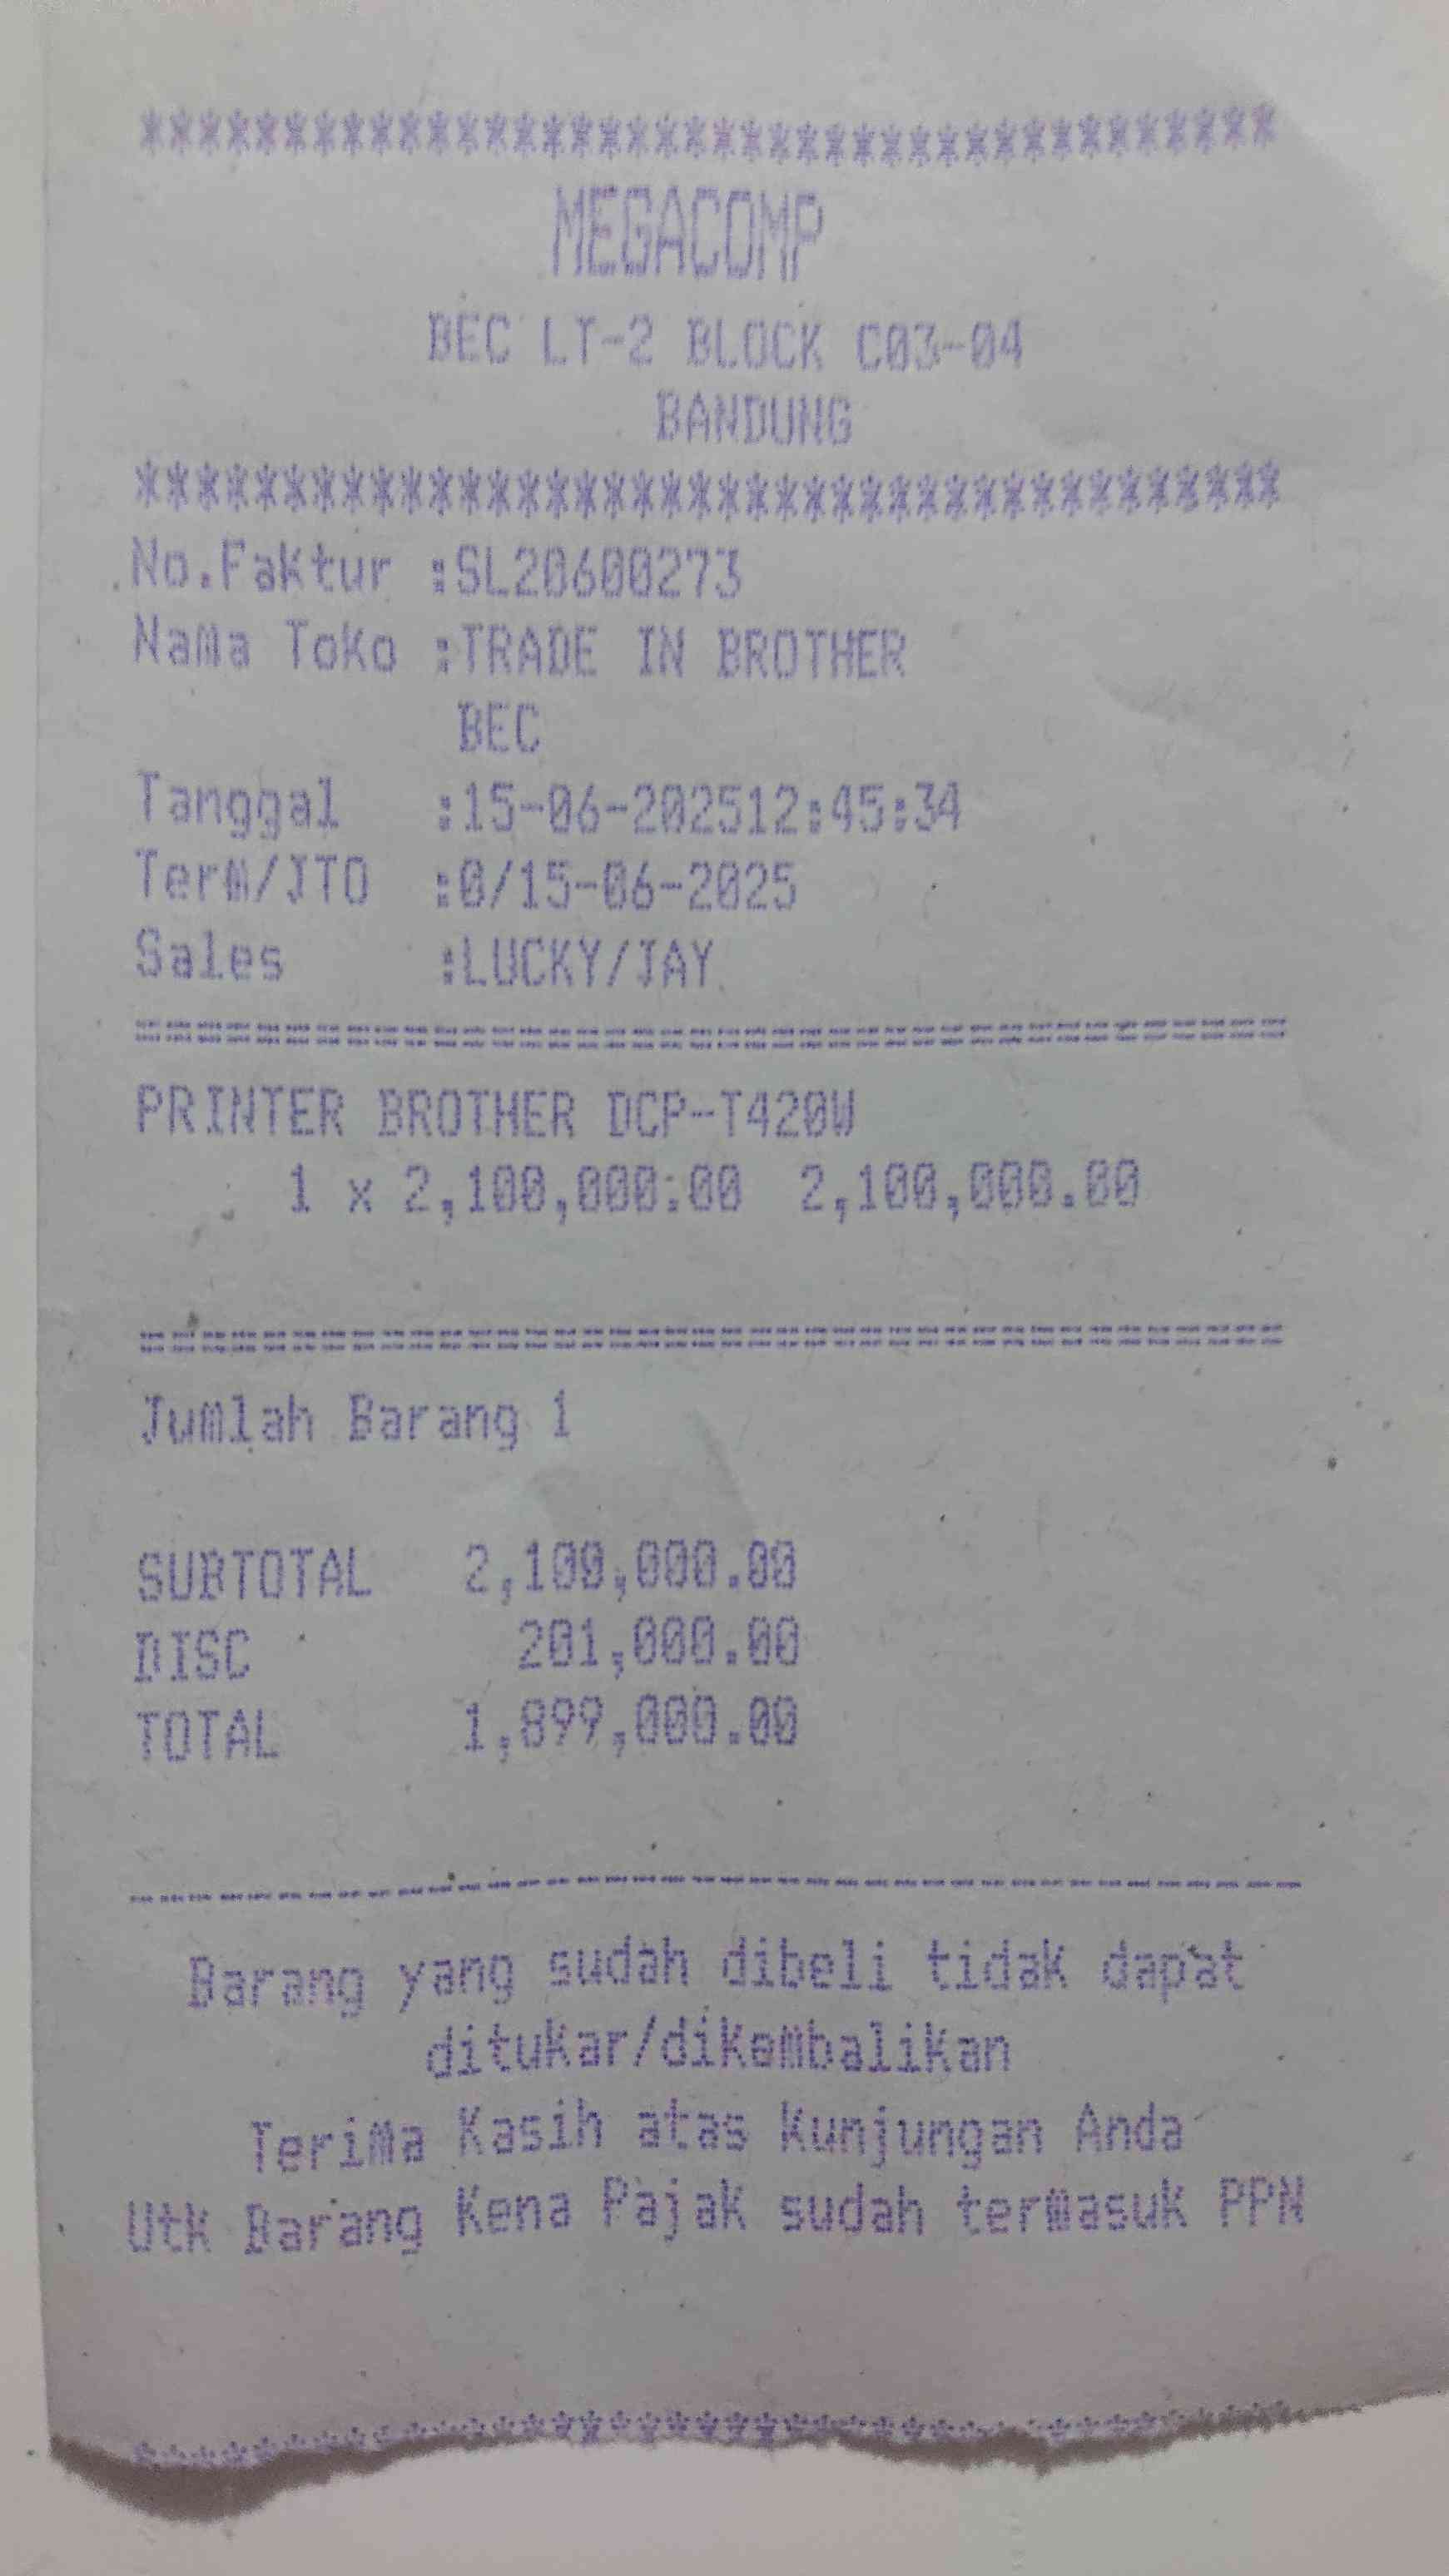 ****************************************
MEGACOMP
BEC LT-2 BLOCK C03-04
BANDUNG
****************************************
No.Faktur :SL20600273
Nama Toko :TRADE IN BROTHER
BEC
Tanggal :15-06-202512:45:34
Term/JTO :0/15-06-2025
Sales :LUCKY/JAY
========================================
PRINTER BROTHER DCP-T420W
1 x 2,100,000.00 2,100,000.00
========================================
Jumlah Barang 1
SUBTOTAL 2,100,000.00
DISC 201,000.00
TOTAL 1,899,000.00
----------------------------------------
Barang yang sudah dibeli tidak dapat
ditukar/dikembalikan
Terima Kasih atas Kunjungan Anda
Utk Barang Kena Pajak sudah termasuk PPN
****************************************